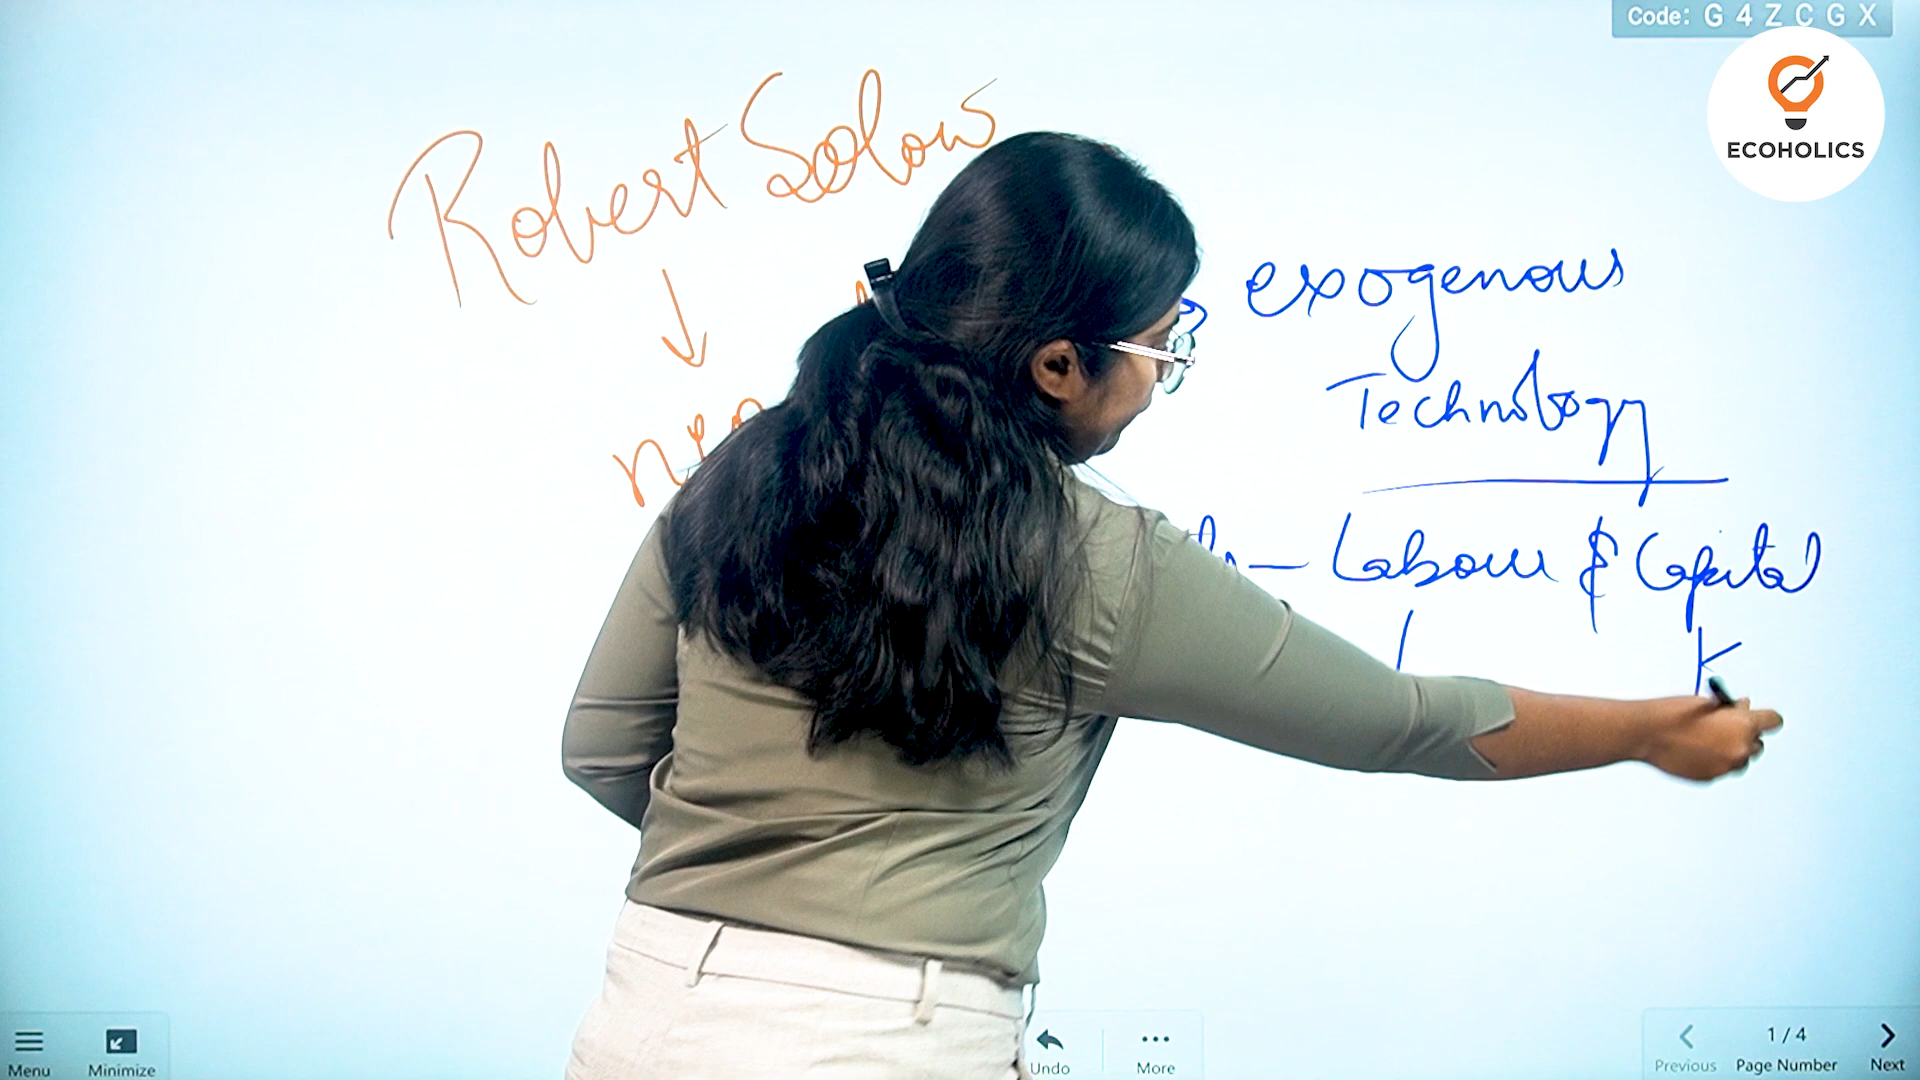 Code: G 4 Z C G X
ECOHOLICS
Robert Solow
exogenous
Technology
Labour & Capital
L K
Menu
Minimize
Undo
More
Previous
1 / 4
Page Number
Next